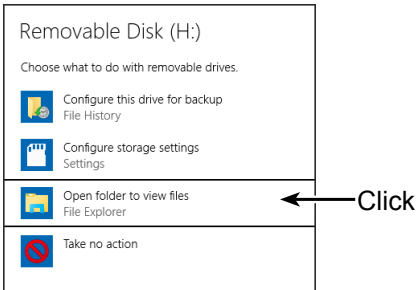 Removable Disk (H:)
Choose what to do with removable drives.
Configure this drive for backup
File History
Configure storage settings
Settings
Open folder to view files
File Explorer
Click
Take no action